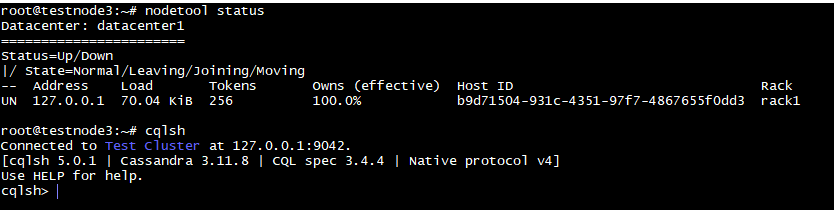 root@testnode3:~# nodetool status
Datacenter: datacenter1
=======================
Status=Up/Down
|/ State=Normal/Leaving/Joining/Moving
--  Address    Load       Tokens       Owns (effective)  Host ID                               Rack
UN  127.0.0.1  70.04 KiB  256          100.0%            b9d71504-931c-4351-97f7-4867655f0dd3  rack1
root@testnode3:~# cqlsh
Connected to Test Cluster at 127.0.0.1:9042.
[cqlsh 5.0.1 | Cassandra 3.11.8 | CQL spec 3.4.4 | Native protocol v4]
Use HELP for help.
cqlsh>